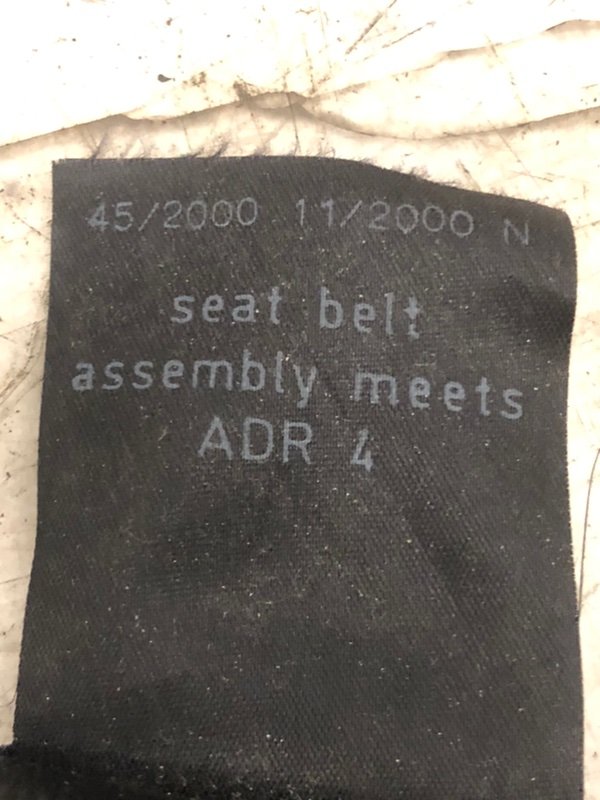 45/2000 11/2000 N
seat belt
assembly meets
ADR 4